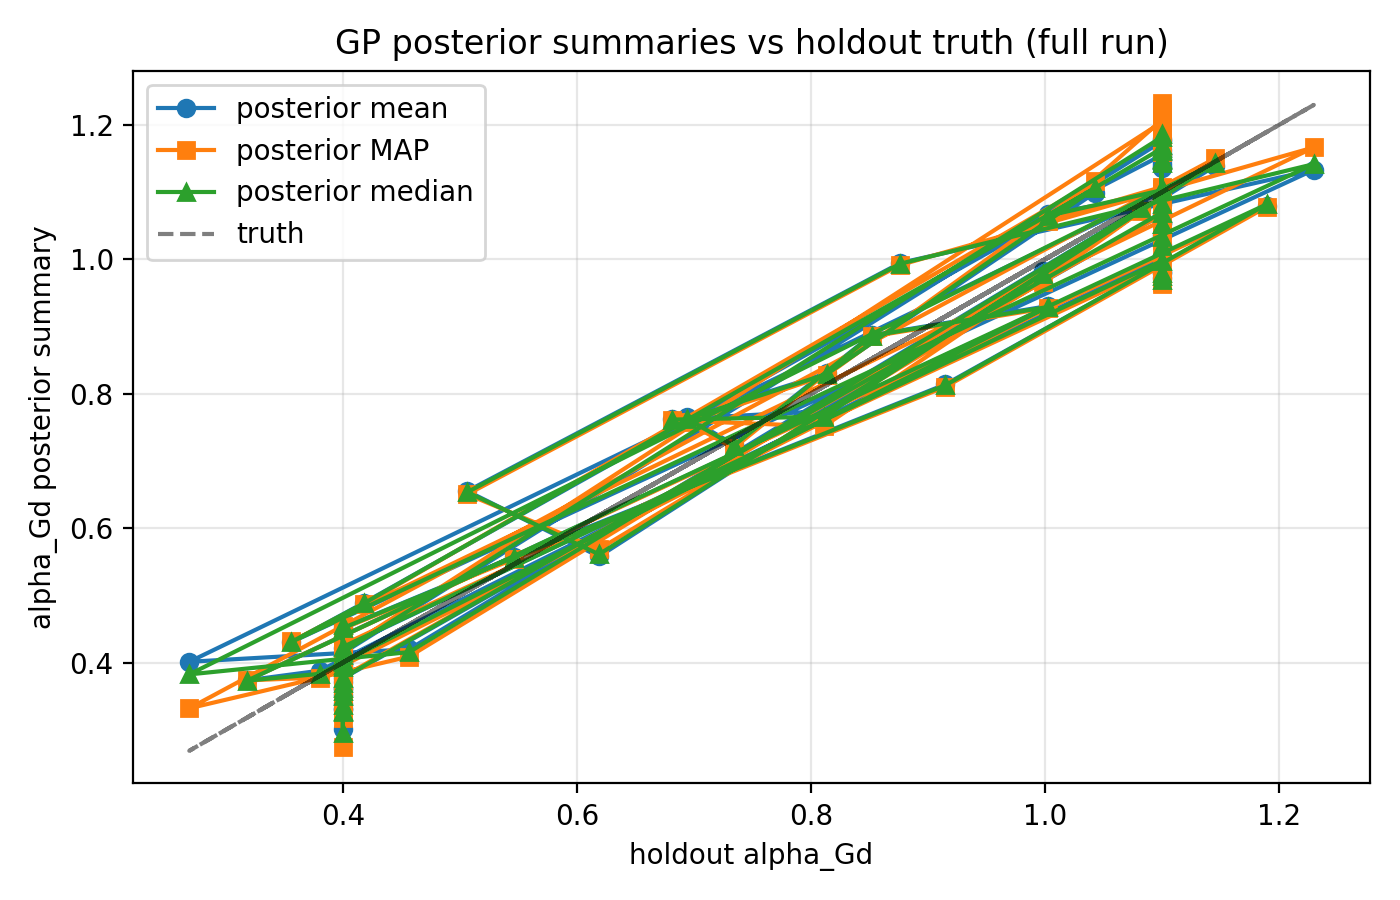 GP posterior summaries vs holdout truth (full run)
posterior mean
posterior MAP
posterior median
truth
alpha_Gd posterior summary
1.2
1.0
0.8
0.6
0.4
0.4
0.6
0.8
1.0
1.2
holdout alpha_Gd